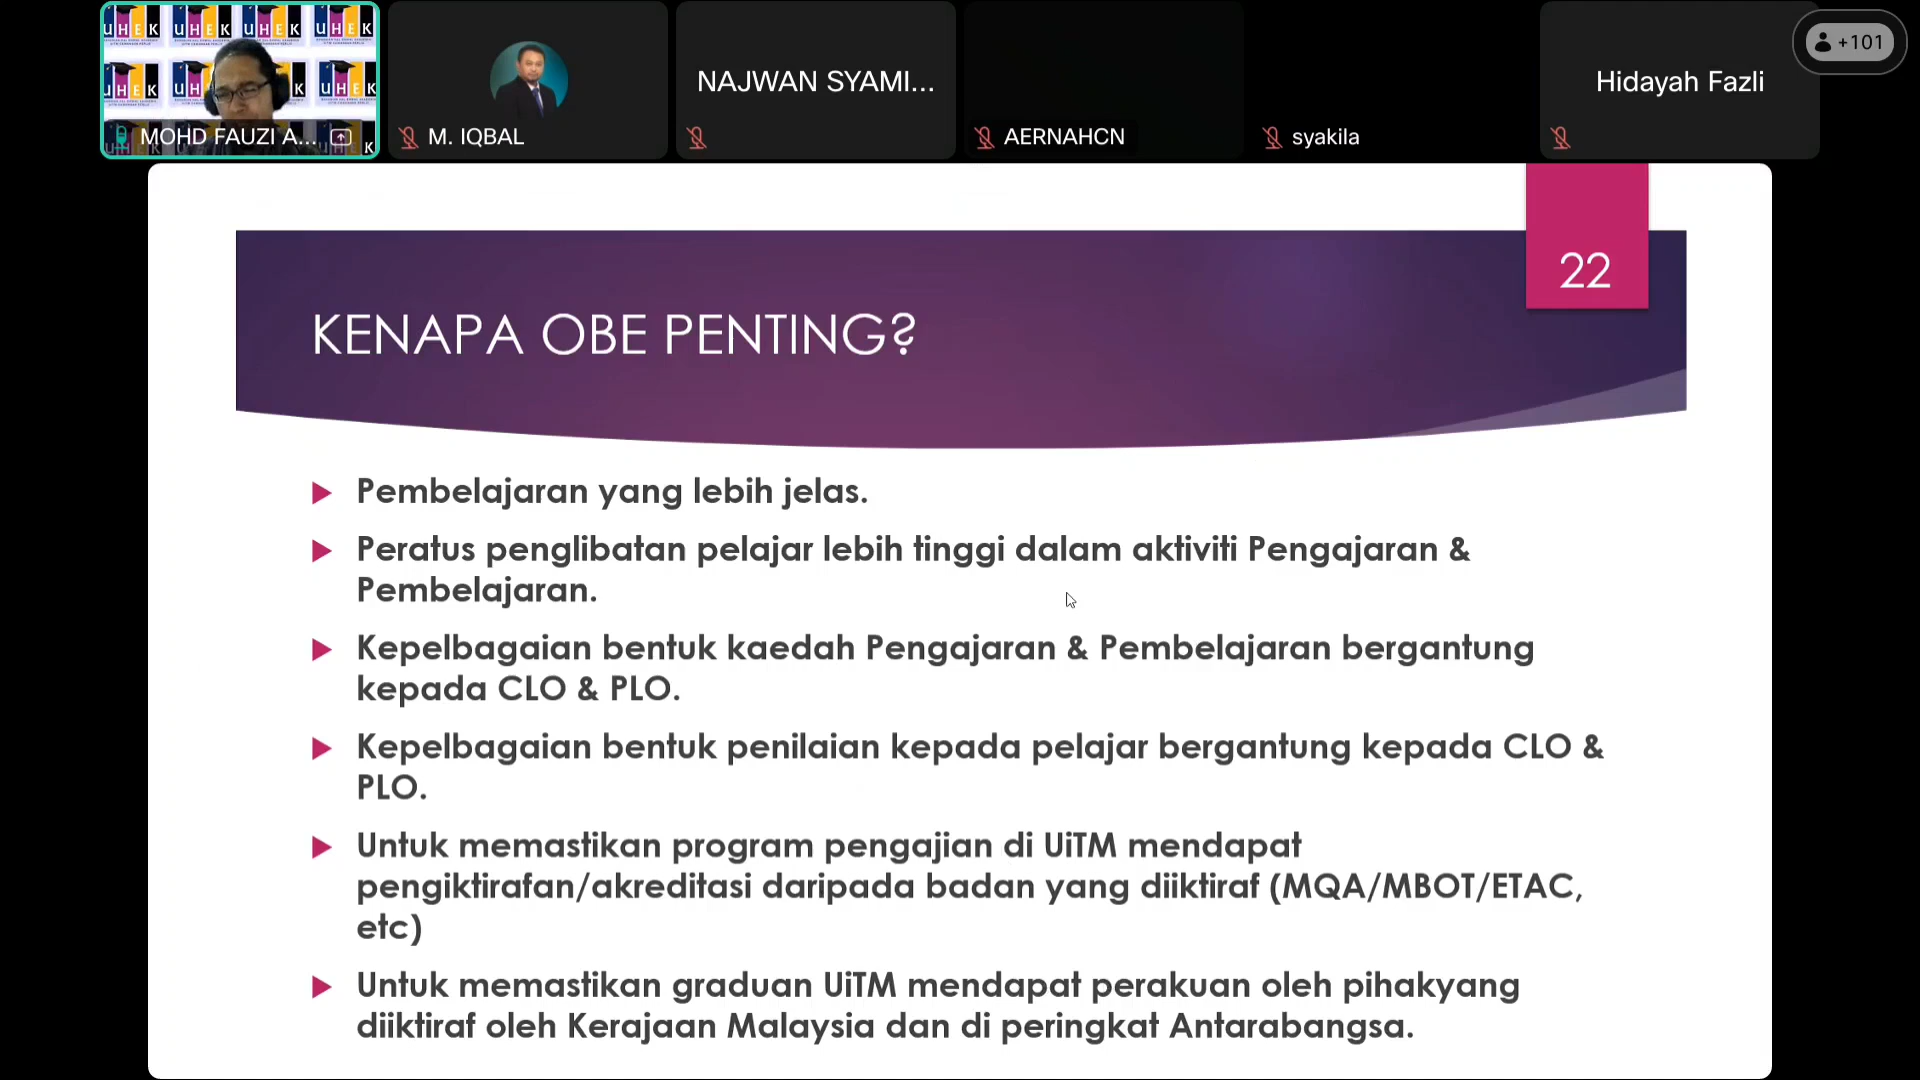 UHEK UHEK UHEK UHEK
MOHD FAUZI A...
M. IQBAL
NAJWAN SYAMI...
AERNAHCN
syakila
Hidayah Fazli
+101
22
KENAPA OBE PENTING?
Pembelajaran yang lebih jelas.
Peratus penglibatan pelajar lebih tinggi dalam aktiviti Pengajaran &
Pembelajaran.
Kepelbagaian bentuk kaedah Pengajaran & Pembelajaran bergantung
kepada CLO & PLO.
Kepelbagaian bentuk penilaian kepada pelajar bergantung kepada CLO &
PLO.
Untuk memastikan program pengajian di UiTM mendapat
pengiktirafan/akreditasi daripada badan yang diiktiraf (MQA/MBOT/ETAC,
etc)
Untuk memastikan graduan UiTM mendapat perakuan oleh pihakyang
diiktiraf oleh Kerajaan Malaysia dan di peringkat Antarabangsa.